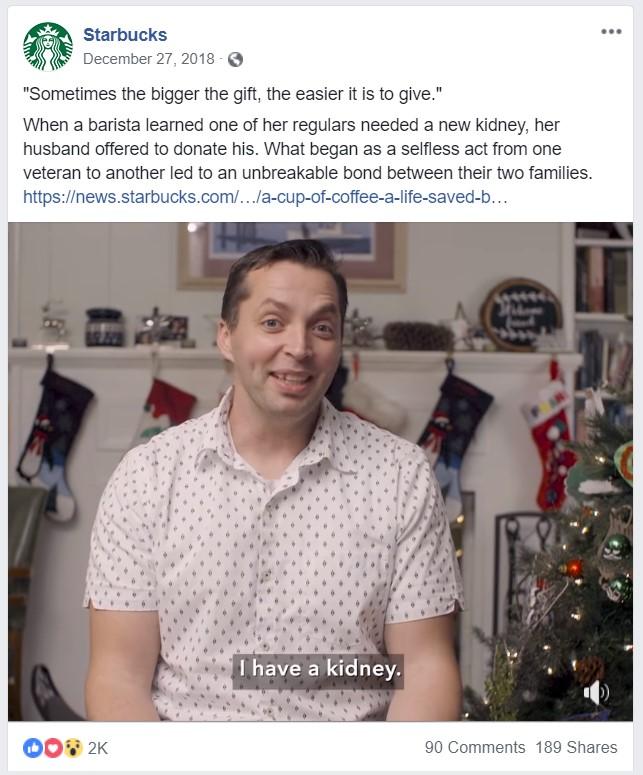 Starbucks
December 27, 2018 ·
"Sometimes the bigger the gift, the easier it is to give."
When a barista learned one of her regulars needed a new kidney, her
husband offered to donate his. What began as a selfless act from one
veteran to another led to an unbreakable bond between their two families.
https://news.starbucks.com/…/a-cup-of-coffee-a-life-saved-b…
I have a kidney.
2K
90 Comments 189 Shares